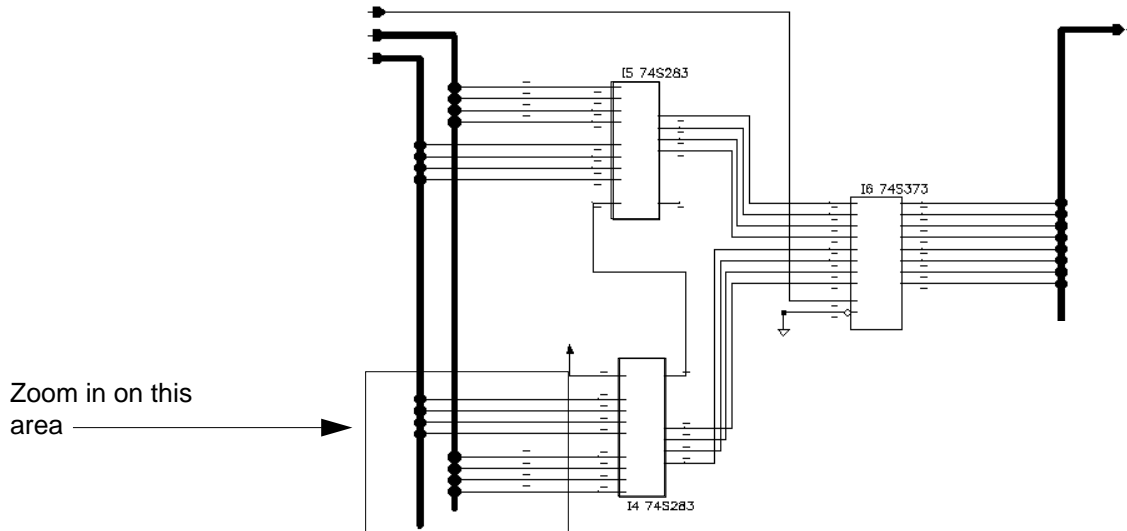 I5 74S283
I6 74S373
Zoom in on this
area
I4 74S283